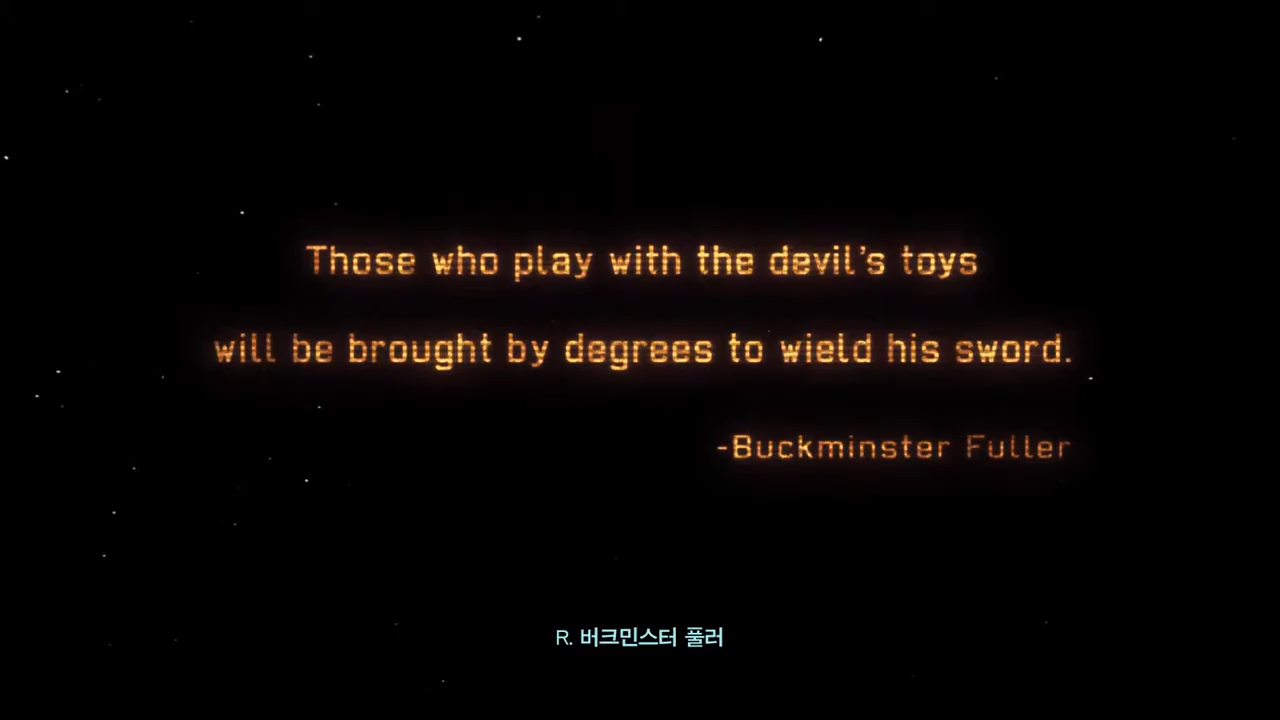 Those who play with the devil's toys
will be brought by degrees to wield his sword.
-Buckminster Fuller
R. 버크민스터 풀러